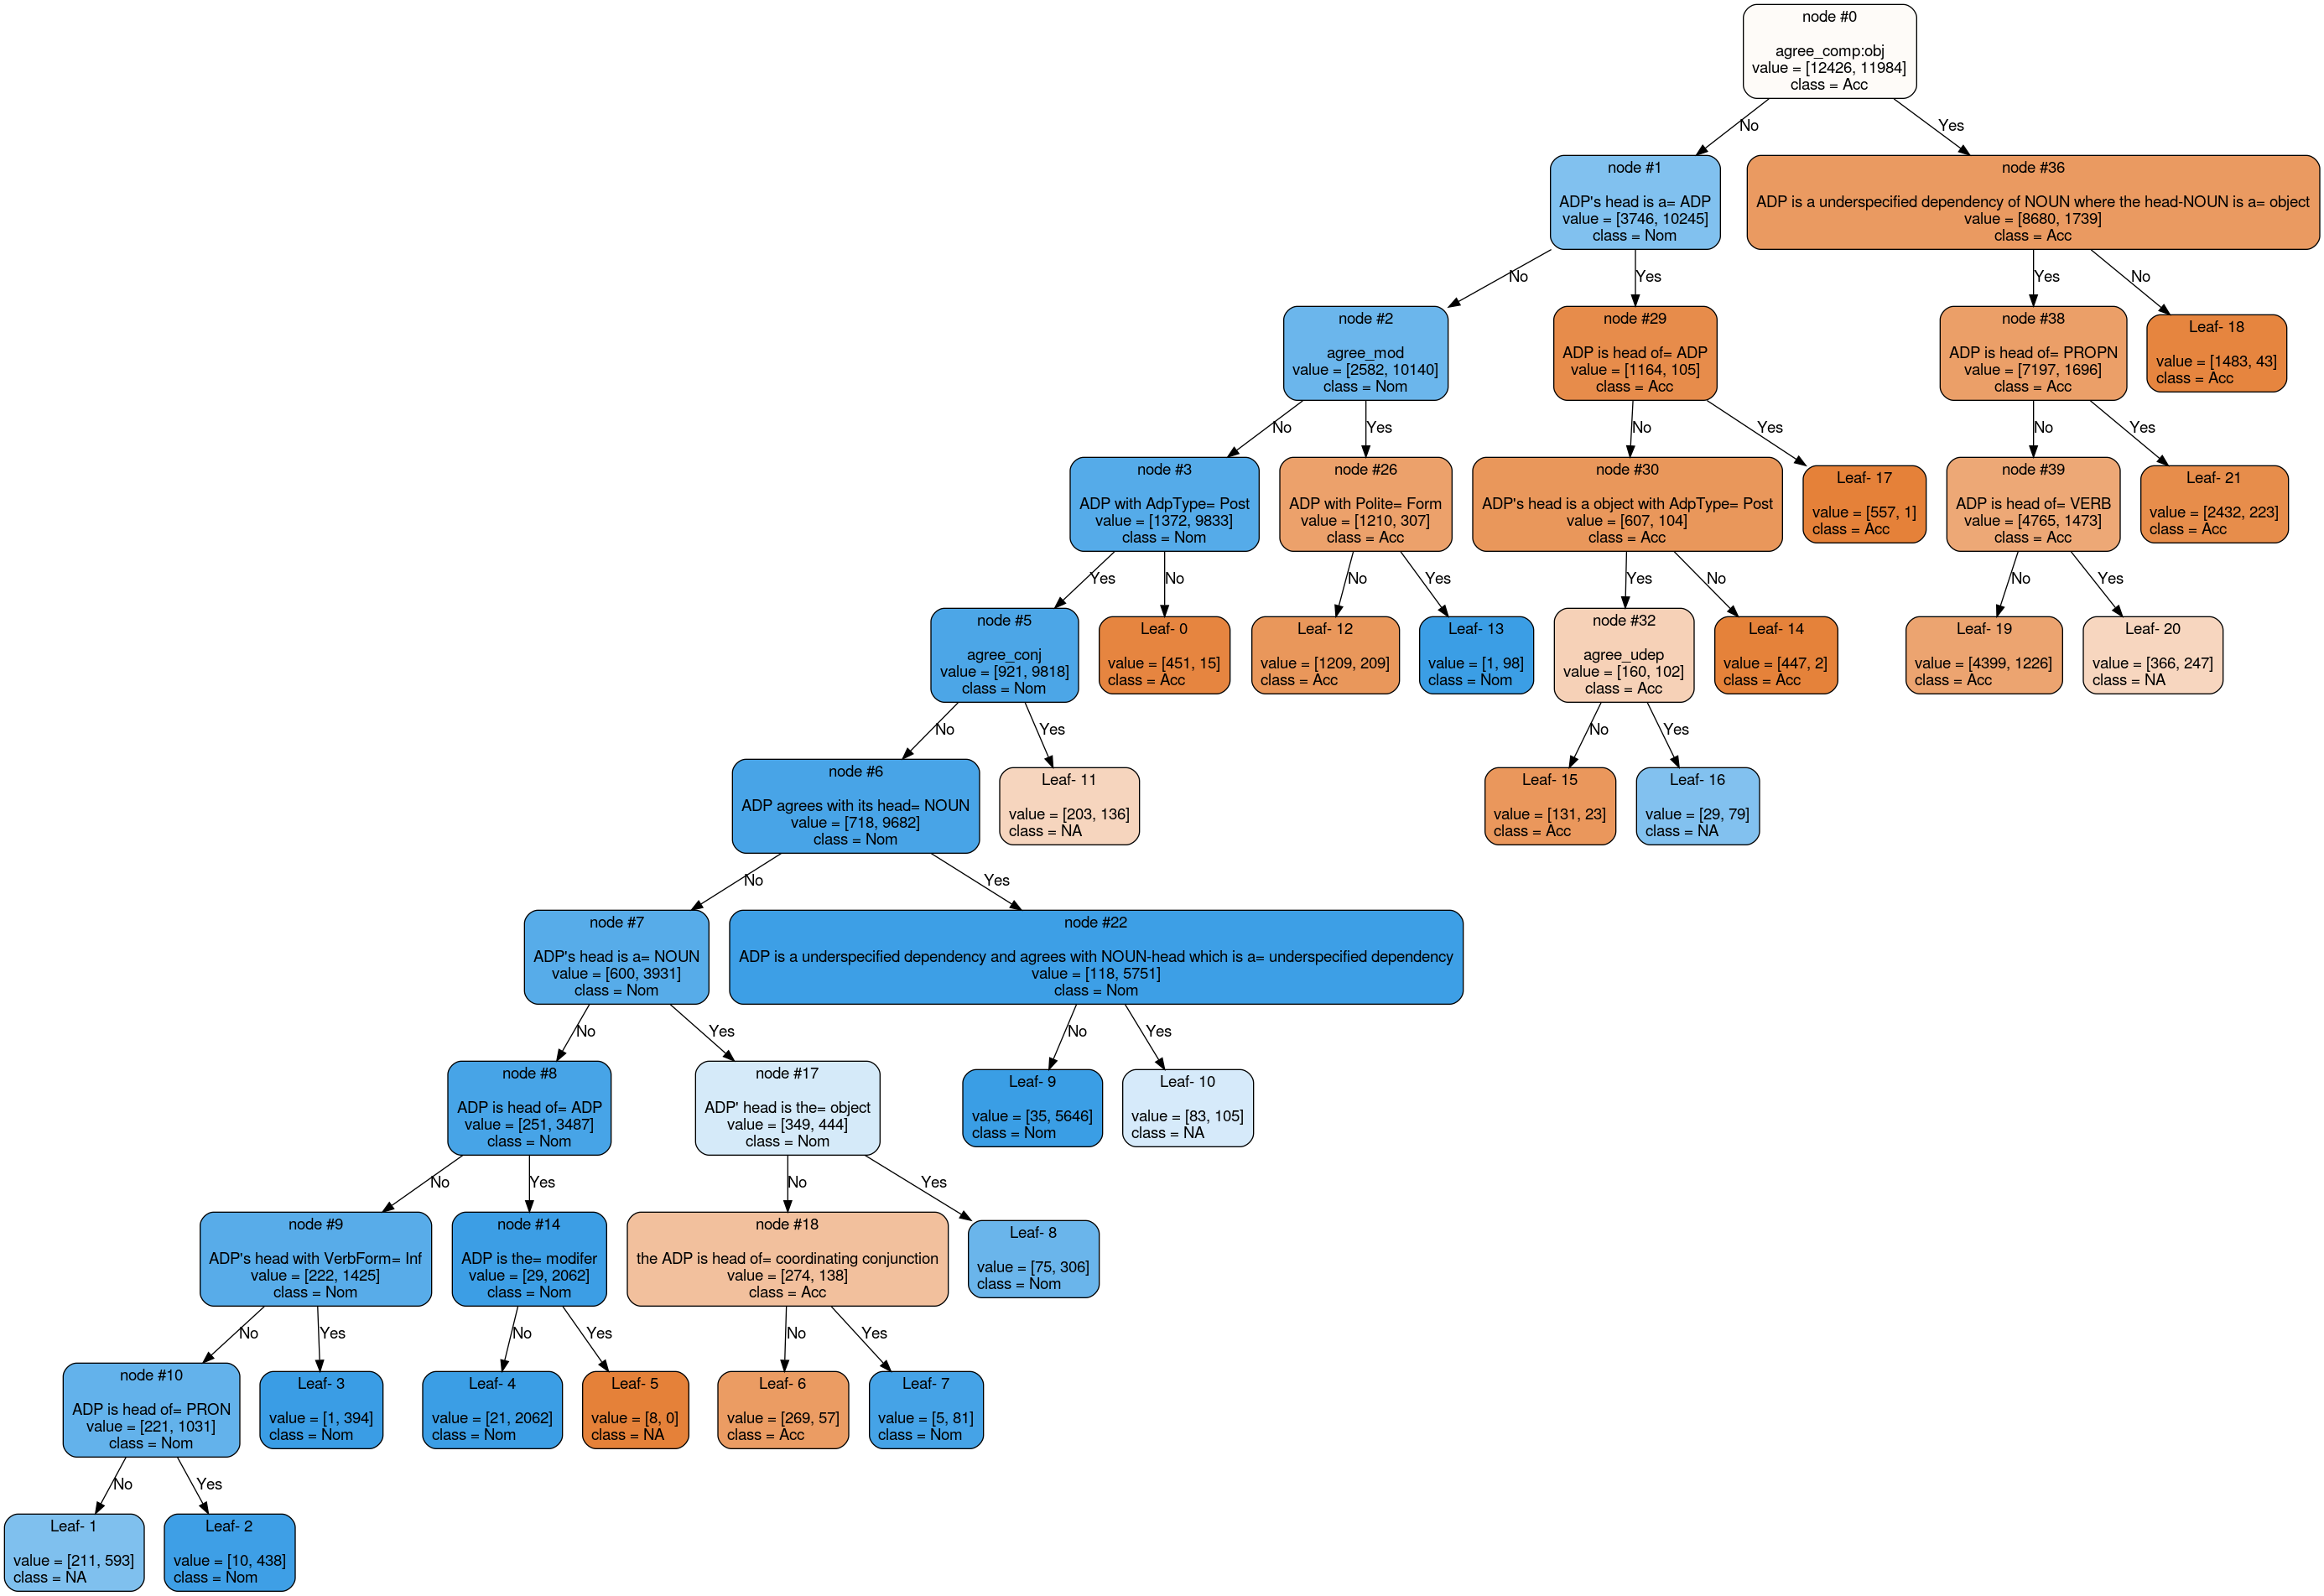 node #0
agree_comp:obj
value = [12426, 11984]
class = Acc
No
Yes
node #1
ADP's head is a= ADP
value = [3746, 10245]
class = Nom
node #36
ADP is a underspecified dependency of NOUN where the head-NOUN is a= object
value = [8680, 1739]
class = Acc
No
Yes
Yes
No
node #2
agree_mod
value = [2582, 10140]
class = Nom
node #29
ADP is head of= ADP
value = [1164, 105]
class = Acc
node #38
ADP is head of= PROPN
value = [7197, 1696]
class = Acc
Leaf- 18
value = [1483, 43]
class = Acc
No
Yes
No
Yes
No
Yes
node #3
ADP with AdpType= Post
value = [1372, 9833]
class = Nom
node #26
ADP with Polite= Form
value = [1210, 307]
class = Acc
node #30
ADP's head is a object with AdpType= Post
value = [607, 104]
class = Acc
Leaf- 17
value = [557, 1]
class = Acc
node #39
ADP is head of= VERB
value = [4765, 1473]
class = Acc
Leaf- 21
value = [2432, 223]
class = Acc
Yes
No
No
Yes
Yes
No
No
Yes
node #5
agree_conj
value = [921, 9818]
class = Nom
Leaf- 0
value = [451, 15]
class = Acc
Leaf- 12
value = [1209, 209]
class = Acc
Leaf- 13
value = [1, 98]
class = Nom
node #32
agree_udep
value = [160, 102]
class = Acc
Leaf- 14
value = [447, 2]
class = Acc
Leaf- 19
value = [4399, 1226]
class = Acc
Leaf- 20
value = [366, 247]
class = NA
No
Yes
No
Yes
node #6
ADP agrees with its head= NOUN
value = [718, 9682]
class = Nom
Leaf- 11
value = [203, 136]
class = NA
Leaf- 15
value = [131, 23]
class = Acc
Leaf- 16
value = [29, 79]
class = NA
No
Yes
node #7
ADP's head is a= NOUN
value = [600, 3931]
class = Nom
node #22
ADP is a underspecified dependency and agrees with NOUN-head which is a= underspecified dependency
value = [118, 5751]
class = Nom
No
Yes
No
Yes
node #8
ADP is head of= ADP
value = [251, 3487]
class = Nom
node #17
ADP' head is the= object
value = [349, 444]
class = Nom
Leaf- 9
value = [35, 5646]
class = Nom
Leaf- 10
value = [83, 105]
class = NA
No
Yes
No
Yes
node #9
ADP's head with VerbForm= Inf
value = [222, 1425]
class = Nom
node #14
ADP is the= modifer
value = [29, 2062]
class = Nom
node #18
the ADP is head of= coordinating conjunction
value = [274, 138]
class = Acc
Leaf- 8
value = [75, 306]
class = Nom
No
Yes
No
Yes
No
Yes
node #10
ADP is head of= PRON
value = [221, 1031]
class = Nom
Leaf- 3
value = [1, 394]
class = Nom
Leaf- 4
value = [21, 2062]
class = Nom
Leaf- 5
value = [8, 0]
class = NA
Leaf- 6
value = [269, 57]
class = Acc
Leaf- 7
value = [5, 81]
class = Nom
No
Yes
Leaf- 1
value = [211, 593]
class = NA
Leaf- 2
value = [10, 438]
class = Nom